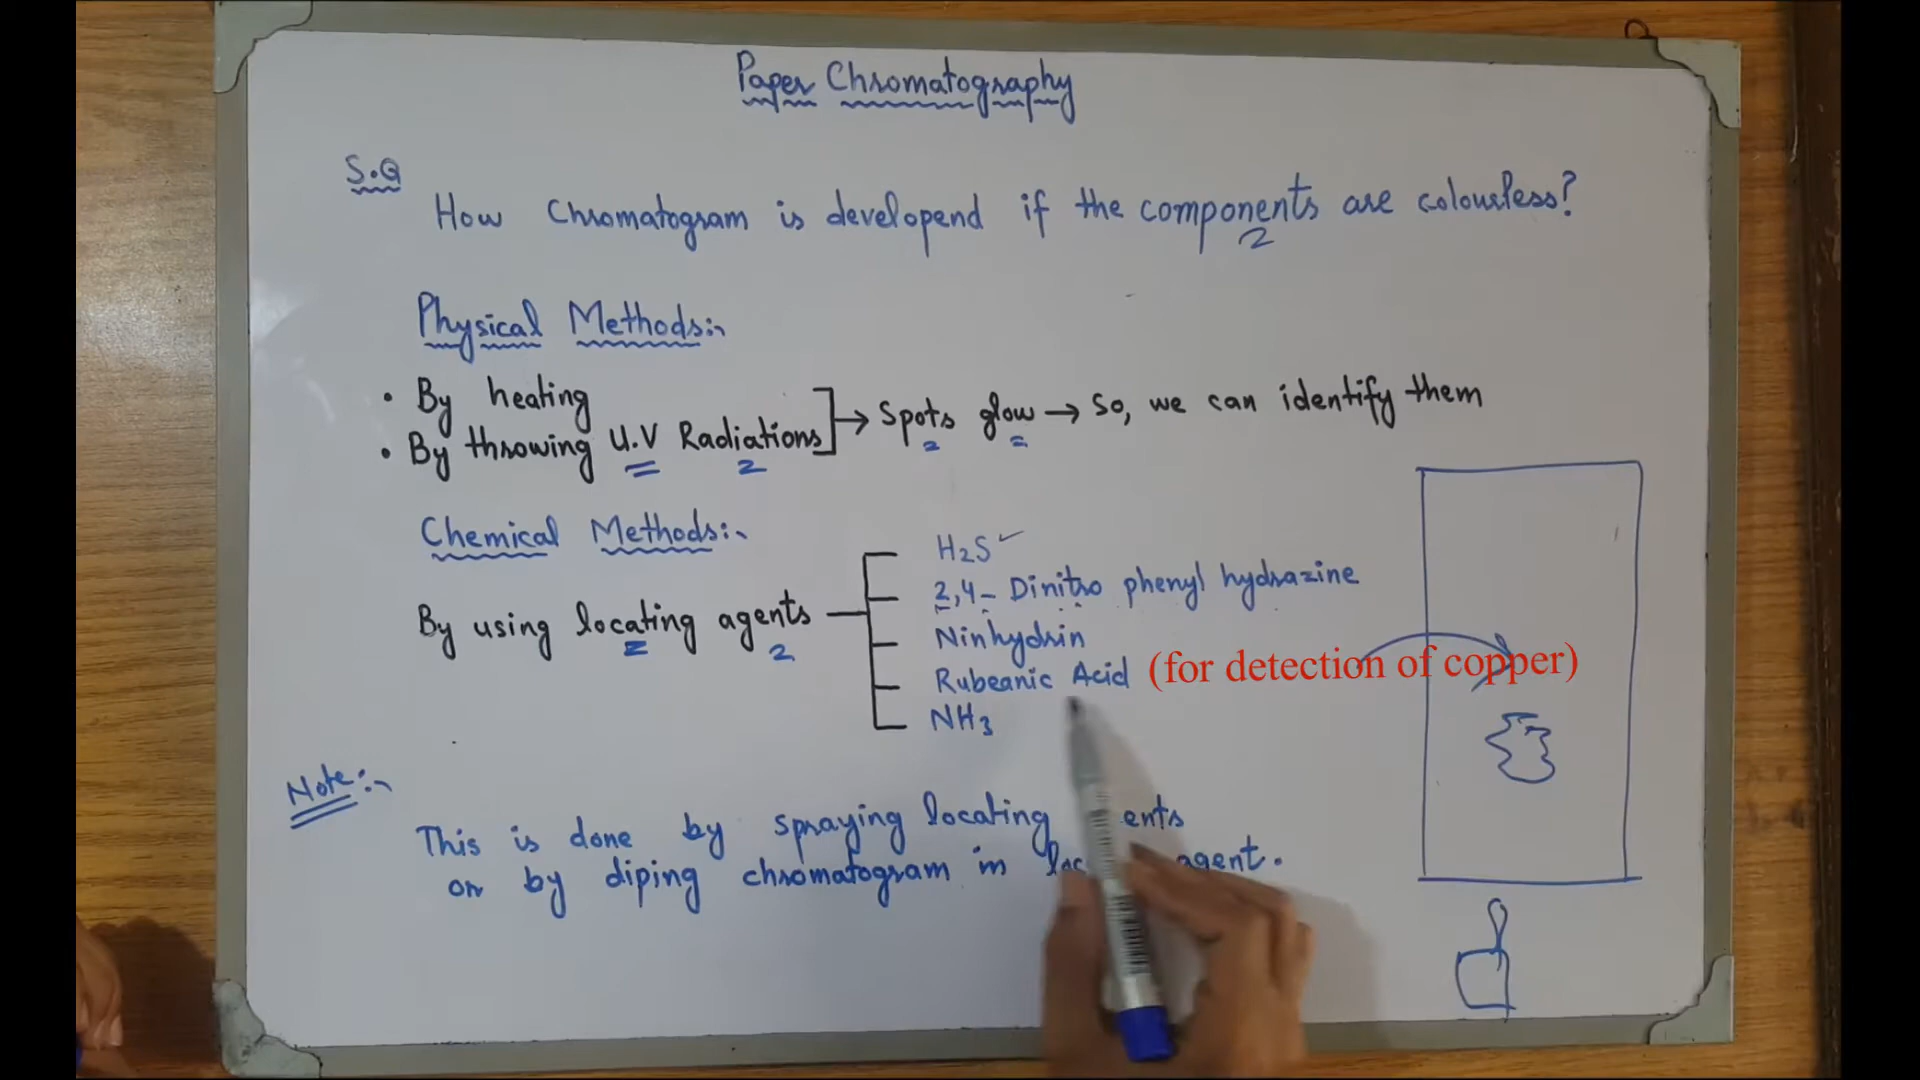 Paper Chromatography
S.Q
How Chromatogram is developend if the components are colourless?
Physical Methods:-
• By heating
• By throwing U.V Radiations → Spots glow → So, we can identify them
Chemical Methods:-
By using locating agents
H2S ✓
2,4- Dinitro phenyl hydrazine
Ninhydrin
Rubeanic Acid (for detection of copper)
NH3
Note:-
This is done by spraying locating ents
or by diping chromatogram in loc agent.